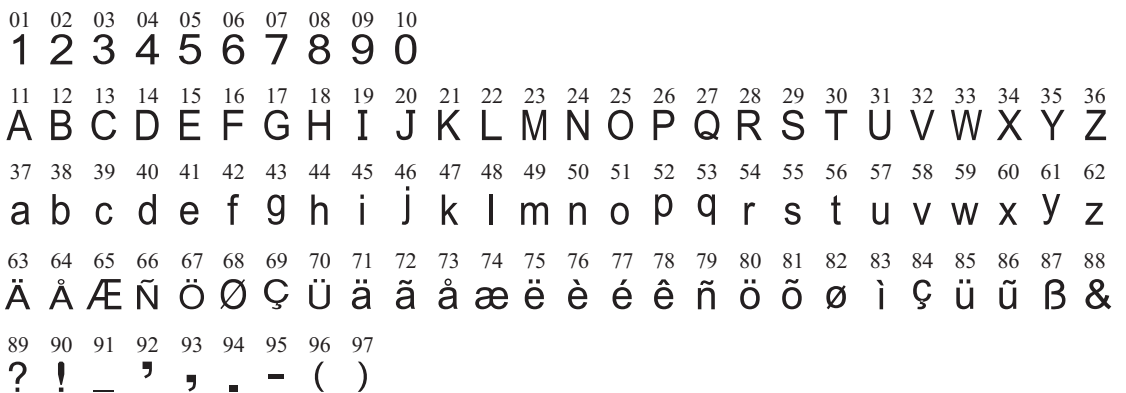 01 02 03 04 05 06 07 08 09 10
1 2 3 4 5 6 7 8 9 0
11 12 13 14 15 16 17 18 19 20 21 22 23 24 25 26 27 28 29 30 31 32 33 34 35 36
A B C D E F G H I J K L M N O P Q R S T U V W X Y Z
37 38 39 40 41 42 43 44 45 46 47 48 49 50 51 52 53 54 55 56 57 58 59 60 61 62
a b c d e f g h i j k l m n o p q r s t u v w x y z
63 64 65 66 67 68 69 70 71 72 73 74 75 76 77 78 79 80 81 82 83 84 85 86 87 88
Ä Å Æ Ñ Ö Ø Ç Ü ä ã å æ ë è é ê ñ ö õ ø ì ç ü ũ ß &
89 90 91 92 93 94 95 96 97
? ! _ ’ , . - ( )